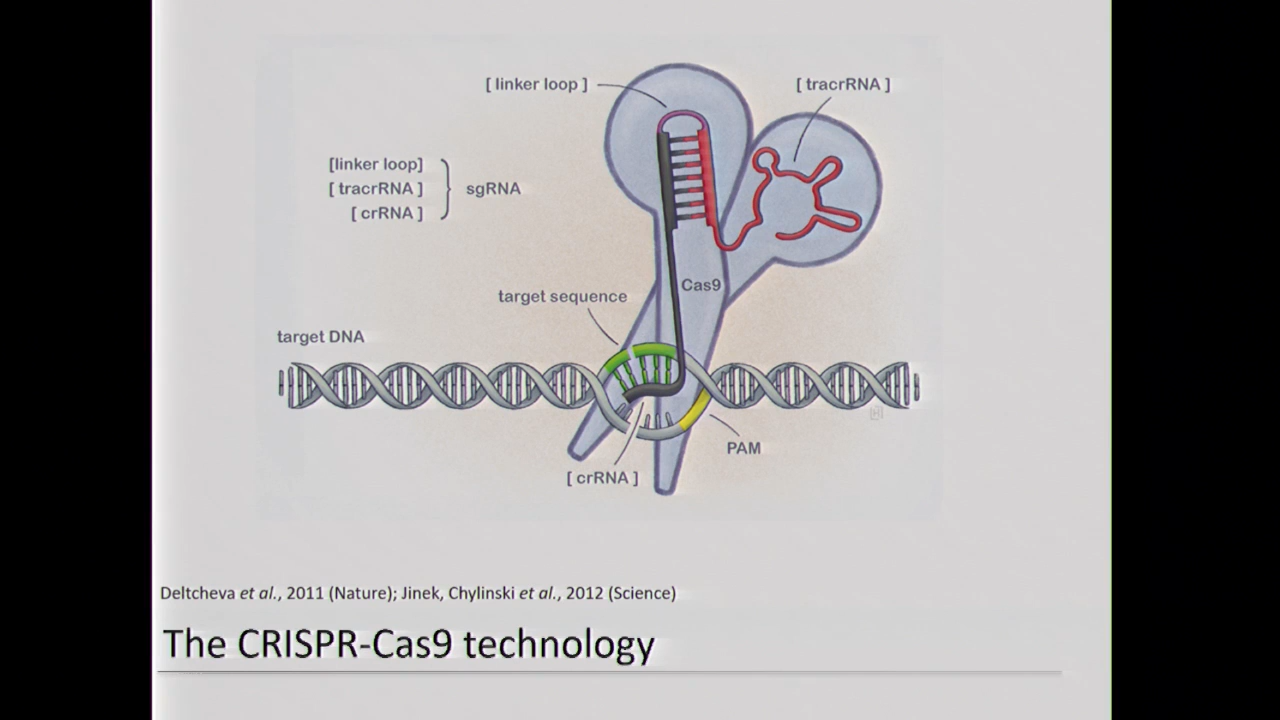 [ linker loop ]
[ tracrRNA ]
[linker loop]
[ tracrRNA ]
[ crRNA ]
sgRNA
Cas9
target sequence
target DNA
PAM
[ crRNA ]
Deltcheva et al., 2011 (Nature); Jinek, Chylinski et al., 2012 (Science)
The CRISPR-Cas9 technology